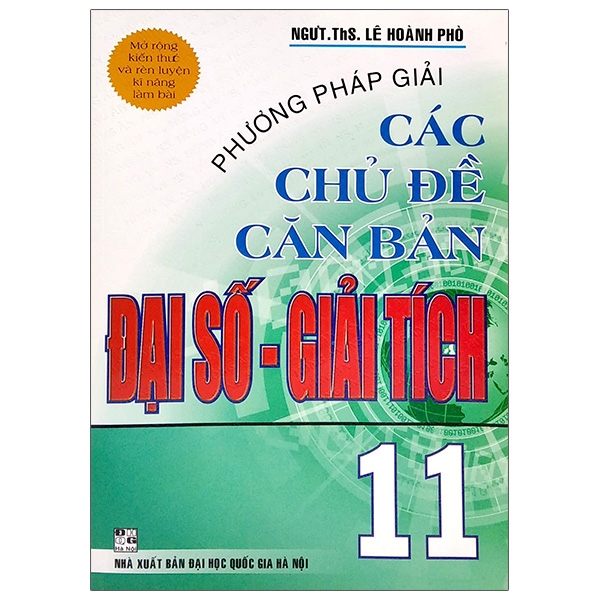 NGƯT.ThS. LÊ HOÀNH PHÒ
Mở rộng
kiến thức
và rèn luyện
kĩ năng
làm bài
PHƯƠNG PHÁP GIẢI
CÁC
CHỦ ĐỀ
CĂN BẢN
ĐẠI SỐ - GIẢI TÍCH
11
Hà Nội
NHÀ XUẤT BẢN ĐẠI HỌC QUỐC GIA HÀ NỘI